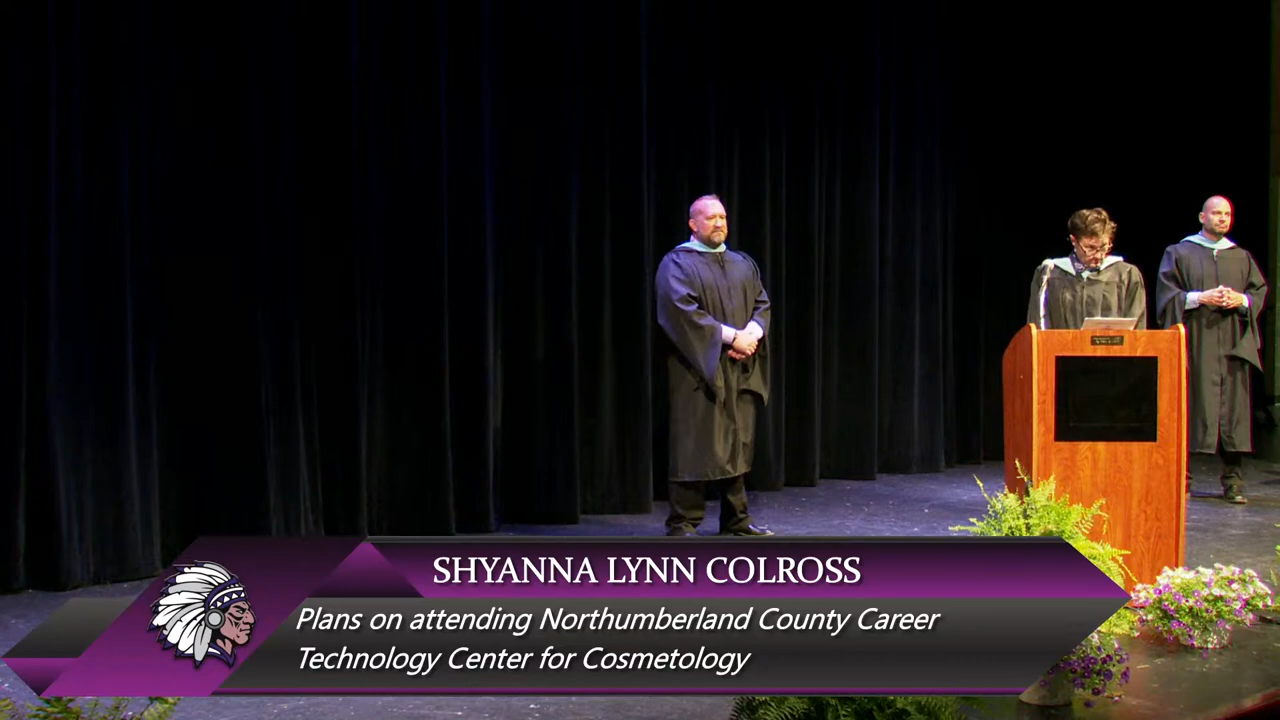 SHYANNA LYNN COLROSS
Plans on attending Northumberland County Career
Technology Center for Cosmetology